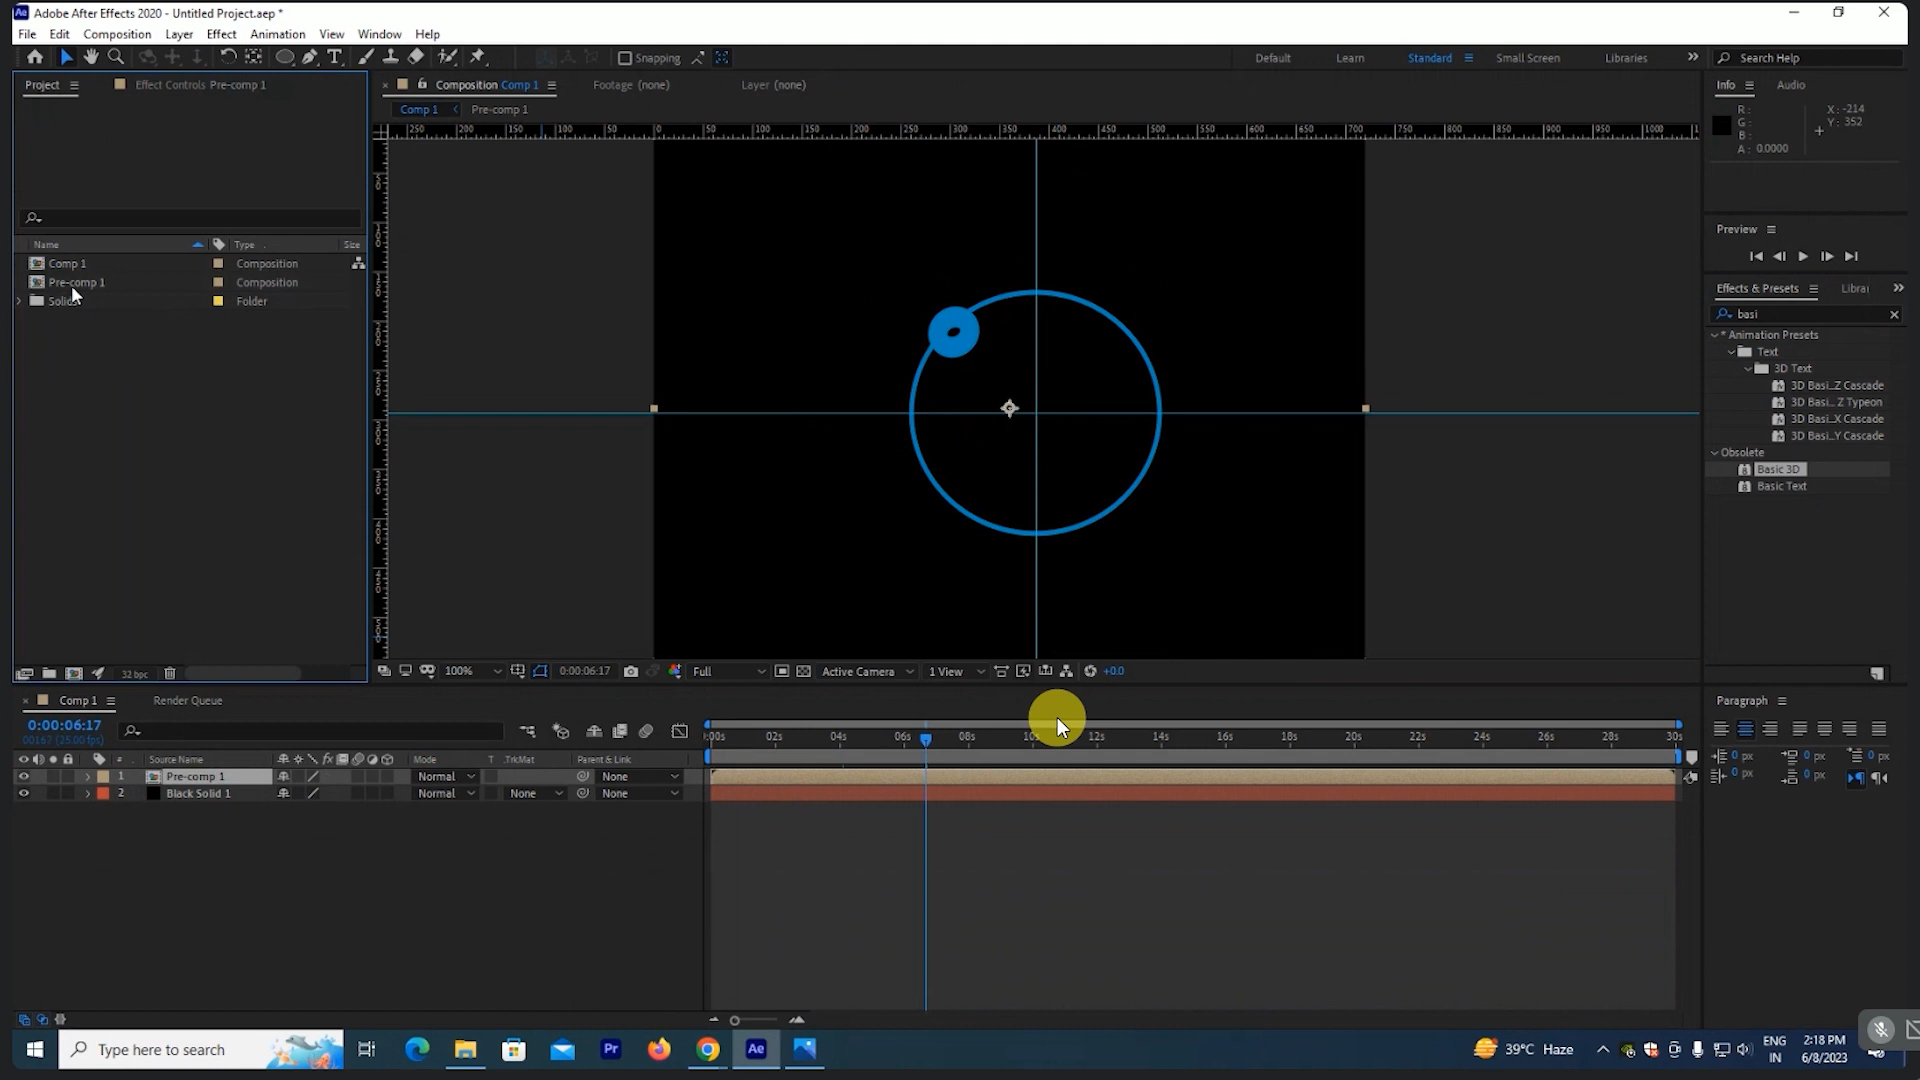 Adobe After Effects 2020 - Untitled Project.aep *
File Edit Composition Layer Effect Animation View Window Help
Snapping
Default Learn Standard Small Screen Libraries Search Help
Project Effect Controls Pre-comp 1
Composition Comp 1 Footage (none) Layer (none)
Comp 1 Pre-comp 1
Info Audio
R: X: -214
G: Y: 352
B:
A: 0.0000
250 200 150 100 50 0 50 100 150 200 250 300 350 400 450 500 550 600 650 700 750 800 850 900 950 1000
Name Type Size
Comp 1 Composition
Pre-comp 1 Composition
Solids Folder
Preview
Effects & Presets Librar
basi
* Animation Presets
Text
3D Text
3D Basi...Z Cascade
3D Basi... Z Typeon
3D Basi...X Cascade
3D Basi...Y Cascade
Obsolete
Basic 3D
Basic Text
32 bpc
100% 0:00:06:17 Full Active Camera 1 View +0.0
Comp 1 Render Queue
0:00:06:17
00167 (25.00 fps)
:00s 02s 04s 06s 08s 10s 12s 14s 16s 18s 20s 22s 24s 26s 28s 30s
# Source Name fx Mode T .TrkMat Parent & Link
1 Pre-comp 1 Normal None
2 Black Solid 1 Normal None None
Paragraph
0 px 0 px 0 px
0 px 0 px
Type here to search
Pr Ae
39°C Haze
ENG
IN
2:18 PM
6/8/2023